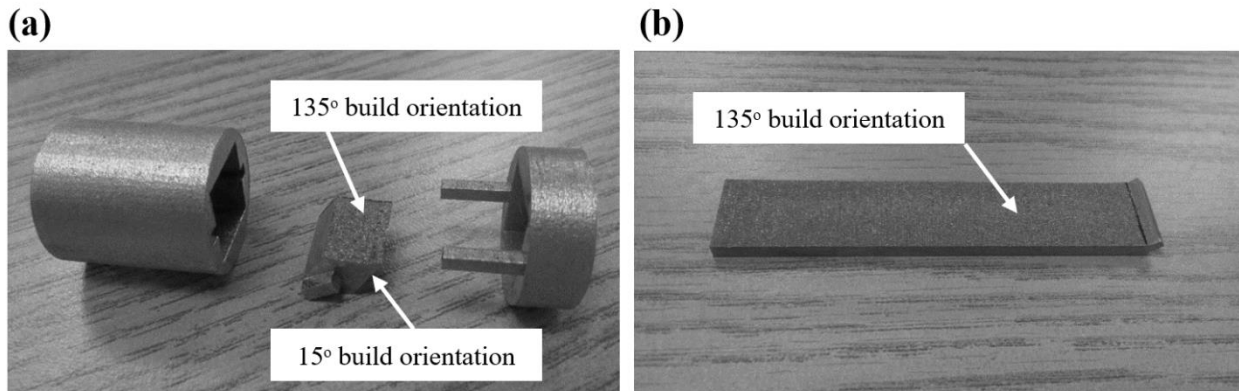 (a)
135° build orientation
15° build orientation
(b)
135° build orientation